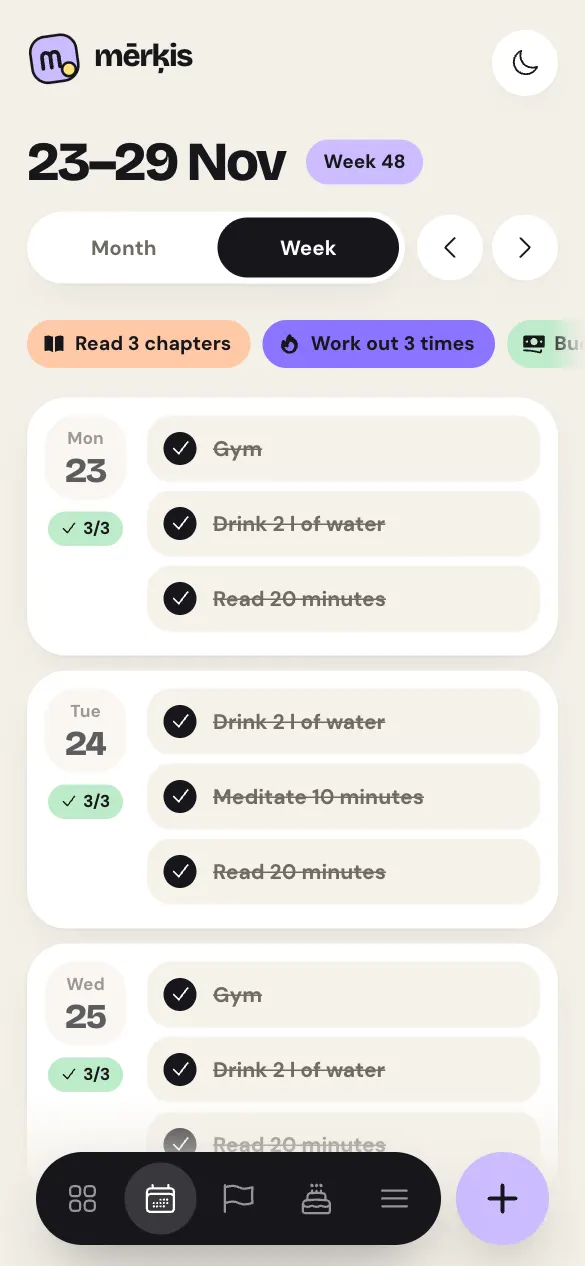 mērķis
23–29 Nov
Week 48
Month
Week
Read 3 chapters
Work out 3 times
Mon
23
3/3
Gym
Drink 2 l of water
Read 20 minutes
Tue
24
3/3
Drink 2 l of water
Meditate 10 minutes
Read 20 minutes
Wed
25
3/3
Gym
Drink 2 l of water
Read 20 minutes